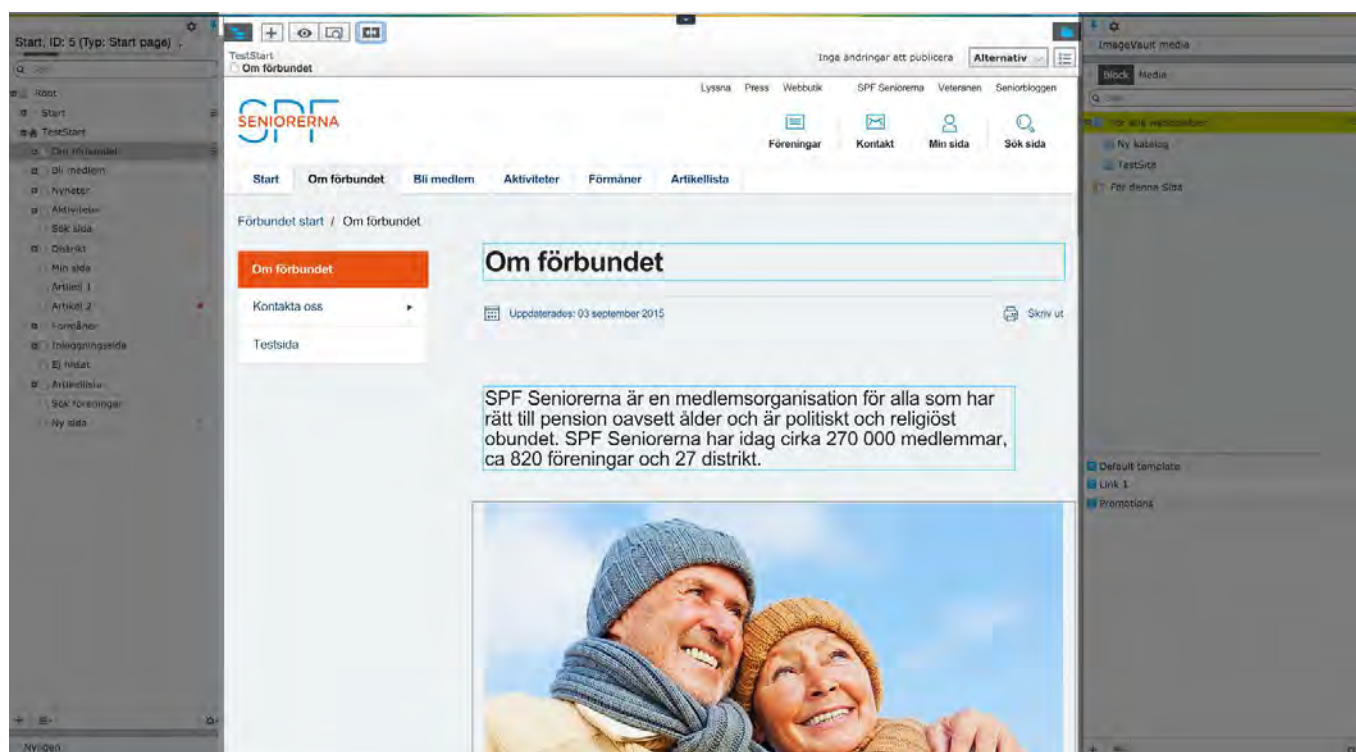 Start, ID: 5 (Typ: Start page)
Root
Start
TestStart
Om förbundet
Bli medlem
Nyheter
Aktiviteter
Sök sida
Distrikt
Min sida
Artikel 1
Artikel 2
Förmåner
Inloggningssida
Ej hittat
Artikellista
Sök föreningar
Ny sida
Nyligen
TestStart
Om förbundet
Inga ändringar att publicera
Alternativ
Lyssna Press Webbutik SPF Seniorerna Veteranen Seniorbloggen
SPF
SENIORERNA
Föreningar Kontakt Min sida Sök sida
Start Om förbundet Bli medlem Aktiviteter Förmåner Artikellista
Förbundet start / Om förbundet
Om förbundet
Kontakta oss
Testsida
Om förbundet
Uppdaterades: 03 september 2015
Skriv ut
SPF Seniorerna är en medlemsorganisation för alla som har
rätt till pension oavsett ålder och är politiskt och religiöst
obundet. SPF Seniorerna har idag cirka 270 000 medlemmar,
ca 820 föreningar och 27 distrikt.
ImageVault media
Block Media
För alla webbplatser
Ny katalog
TestSite
För denna Sida
Default template
Link 1
Promotions